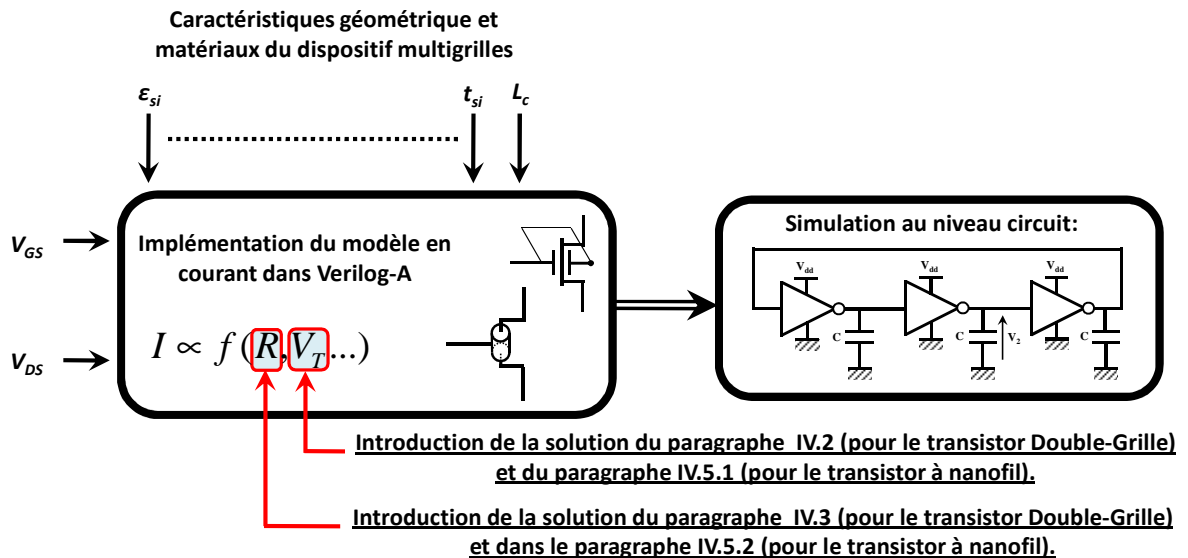 Caractéristiques géométrique et
matériaux du dispositif multigrilles
εsi
tsi
Lc
VGS
VDS
Implémentation du modèle en
courant dans Verilog-A
I ∝ f(R,VT...)
Simulation au niveau circuit:
Vdd
Vdd
Vdd
C
C
V2
C
Introduction de la solution du paragraphe IV.2 (pour le transistor Double-Grille)
et du paragraphe IV.5.1 (pour le transistor à nanofil).
Introduction de la solution du paragraphe IV.3 (pour le transistor Double-Grille)
et dans le paragraphe IV.5.2 (pour le transistor à nanofil).